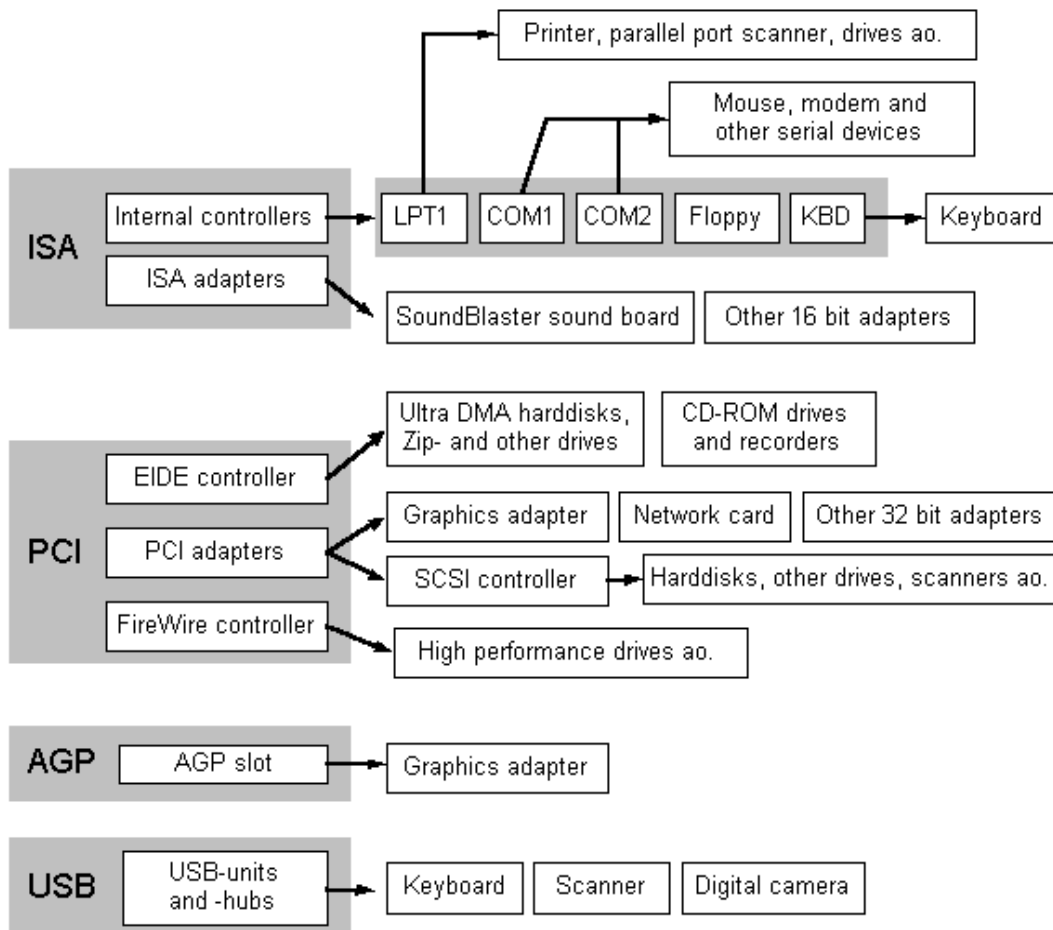 Printer, parallel port scanner, drives ao.
Mouse, modem and
other serial devices
ISA
Internal controllers
LPT1
COM1
COM2
Floppy
KBD
Keyboard
ISA adapters
SoundBlaster sound board
Other 16 bit adapters
PCI
EIDE controller
Ultra DMA harddisks,
Zip- and other drives
CD-ROM drives
and recorders
PCI adapters
Graphics adapter
Network card
Other 32 bit adapters
SCSI controller
Harddisks, other drives, scanners ao.
FireWire controller
High performance drives ao.
AGP
AGP slot
Graphics adapter
USB
USB-units
and -hubs
Keyboard
Scanner
Digital camera